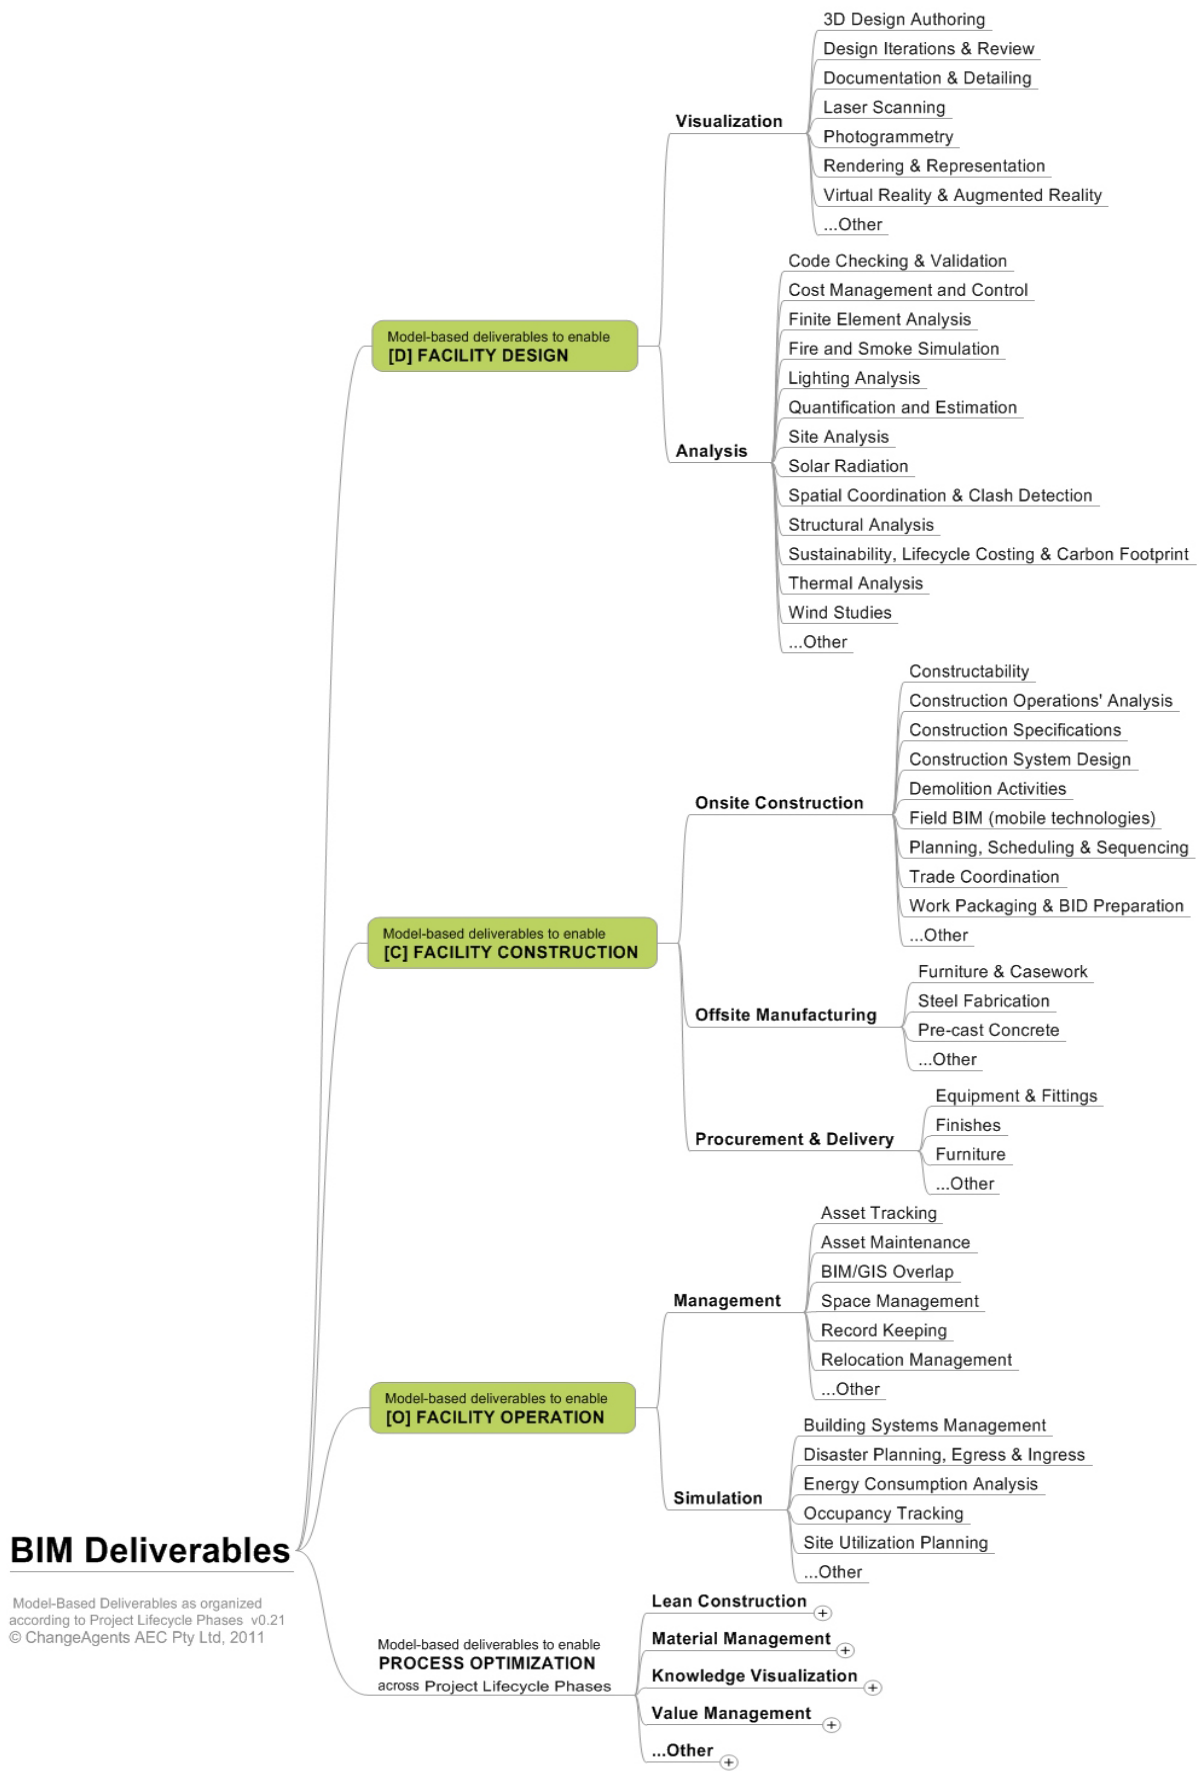 3D Design Authoring
Design Iterations & Review
Documentation & Detailing
Laser Scanning
Visualization
Photogrammetry
Rendering & Representation
Virtual Reality & Augmented Reality
...Other
Code Checking & Validation
Cost Management and Control
Finite Element Analysis
Model-based deliverables to enable
[D] FACILITY DESIGN
Fire and Smoke Simulation
Lighting Analysis
Quantification and Estimation
Site Analysis
Analysis
Solar Radiation
Spatial Coordination & Clash Detection
Structural Analysis
Sustainability, Lifecycle Costing & Carbon Footprint
Thermal Analysis
Wind Studies
...Other
Constructability
Construction Operations' Analysis
Construction Specifications
Construction System Design
Demolition Activities
Onsite Construction
Field BIM (mobile technologies)
Planning, Scheduling & Sequencing
Trade Coordination
Work Packaging & BID Preparation
...Other
Model-based deliverables to enable
[C] FACILITY CONSTRUCTION
Furniture & Casework
Steel Fabrication
Offsite Manufacturing
Pre-cast Concrete
...Other
Equipment & Fittings
Finishes
Procurement & Delivery
Furniture
...Other
Asset Tracking
Asset Maintenance
BIM/GIS Overlap
Management
Space Management
Record Keeping
Relocation Management
...Other
Model-based deliverables to enable
[O] FACILITY OPERATION
Building Systems Management
Disaster Planning, Egress & Ingress
Energy Consumption Analysis
Simulation
Occupancy Tracking
Site Utilization Planning
...Other
BIM Deliverables
Model-Based Deliverables as organized
according to Project Lifecycle Phases v0.21
© ChangeAgents AEC Pty Ltd, 2011
Model-based deliverables to enable
PROCESS OPTIMIZATION
across Project Lifecycle Phases
Lean Construction
Material Management
Knowledge Visualization
Value Management
...Other